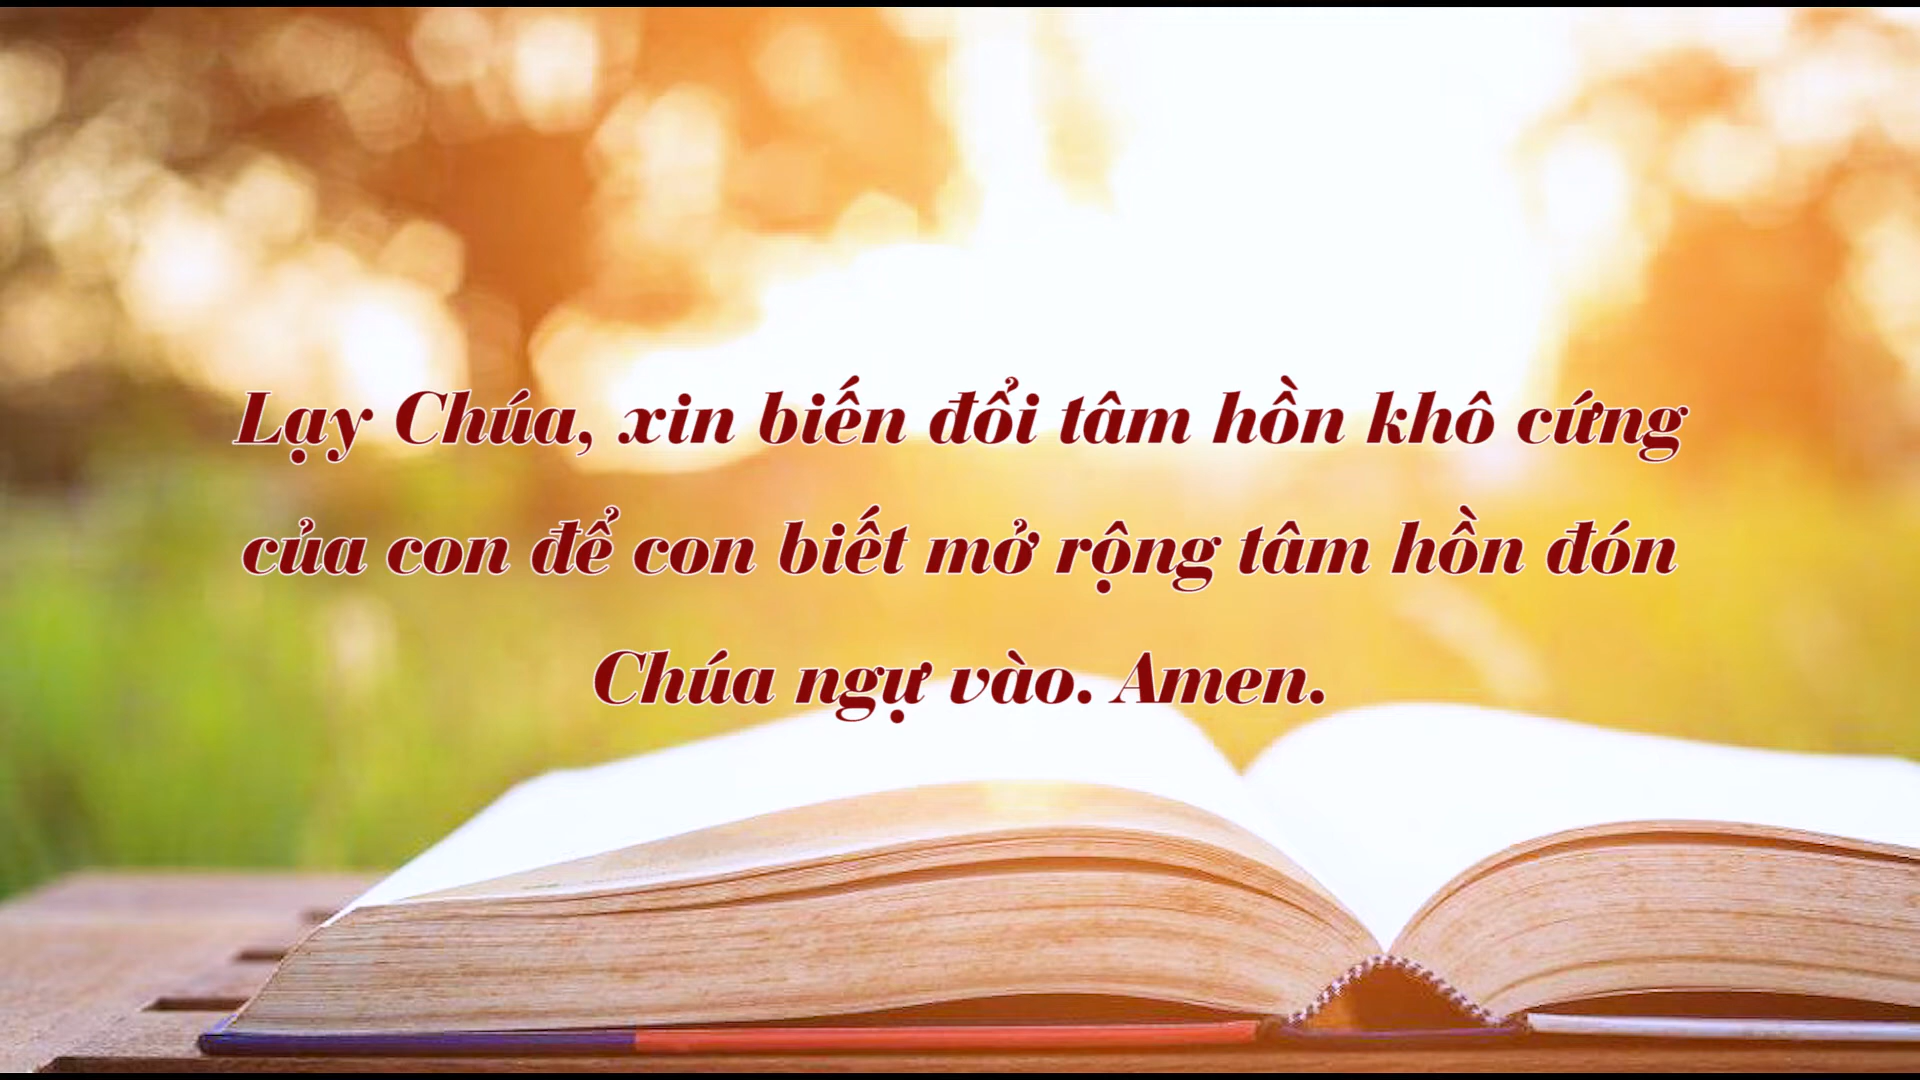 Lạy Chúa, xin biến đổi tâm hồn khô cứng
của con để con biết mở rộng tâm hồn đón
Chúa ngự vào. Amen.